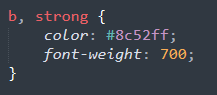 b, strong {
    color: #8c52ff;
    font-weight: 700;
}